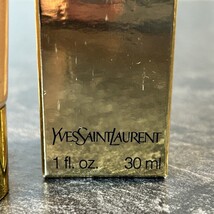 YVESSAINTLAURENT
1 fl. oz. 30 ml